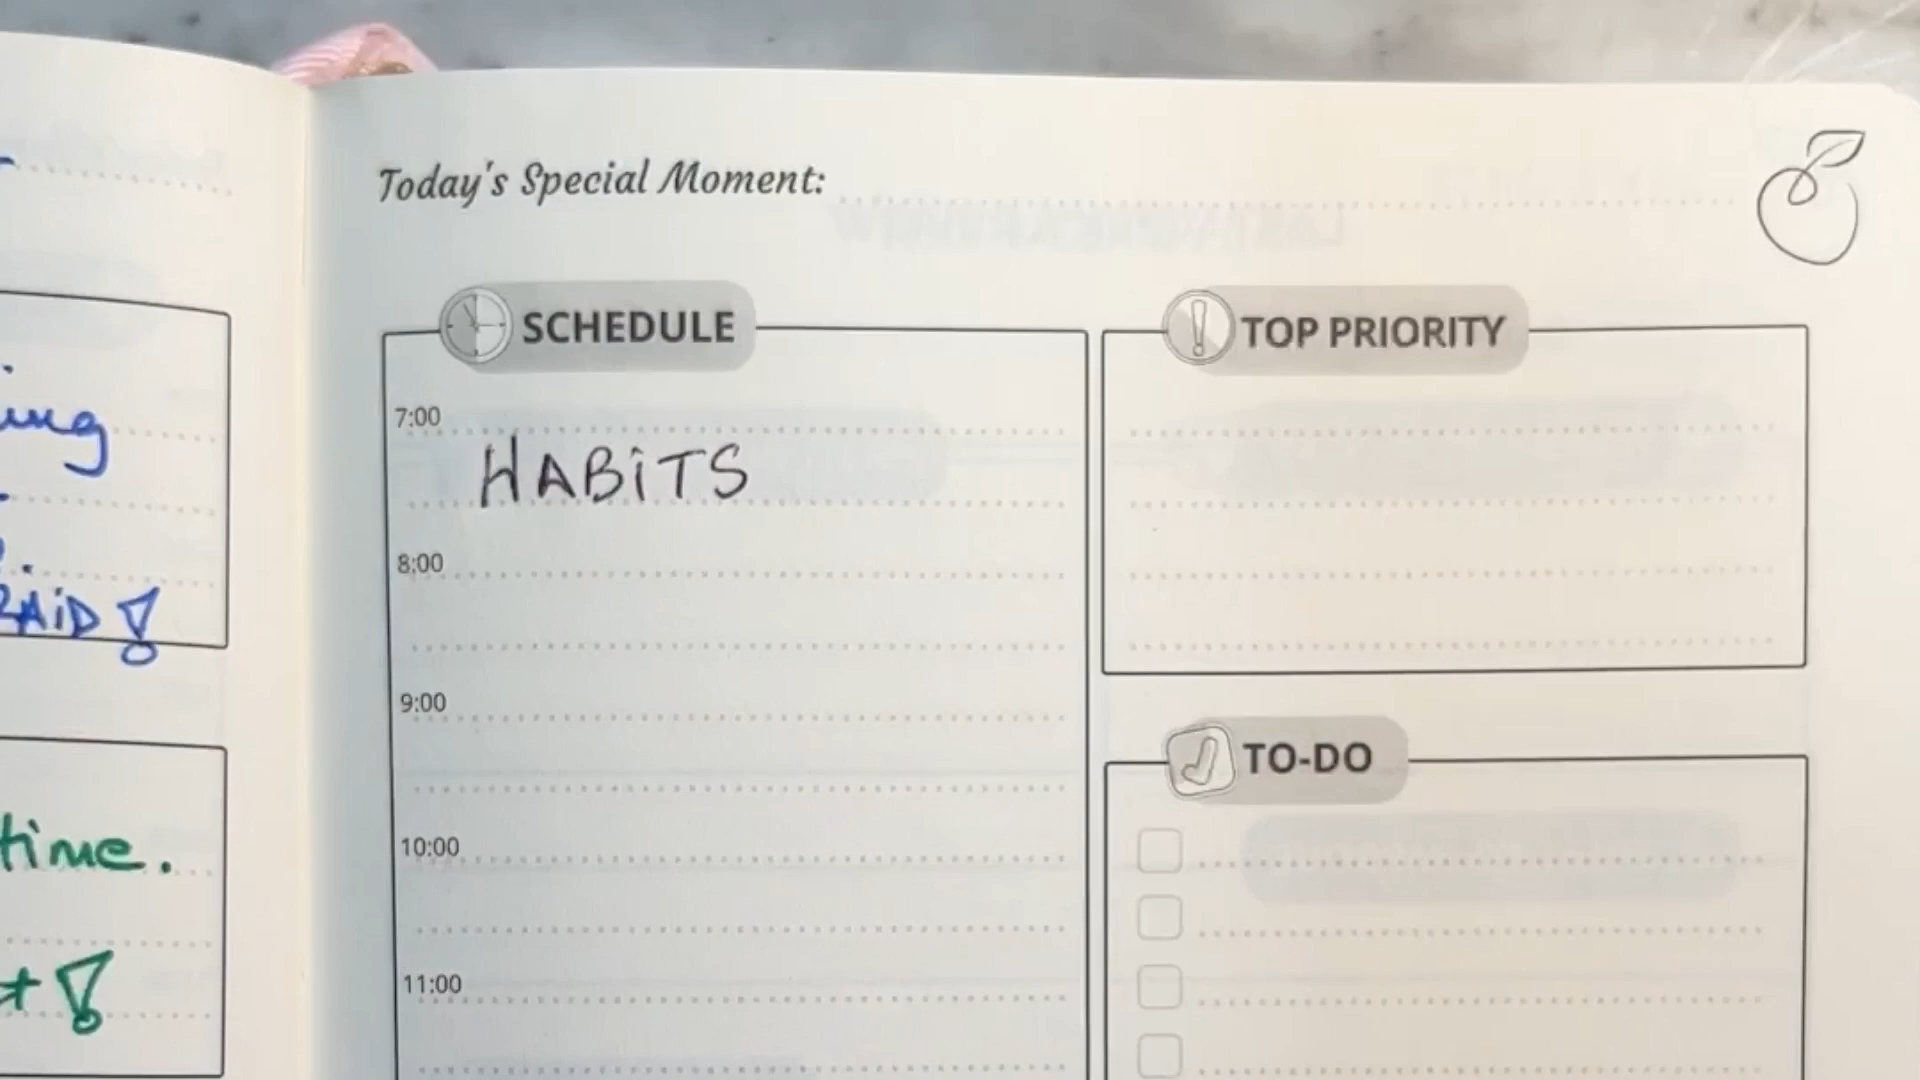 Today's Special Moment:
SCHEDULE
7:00
HABiTS
8:00
9:00
10:00
11:00
TOP PRIORITY
TO-DO
time.